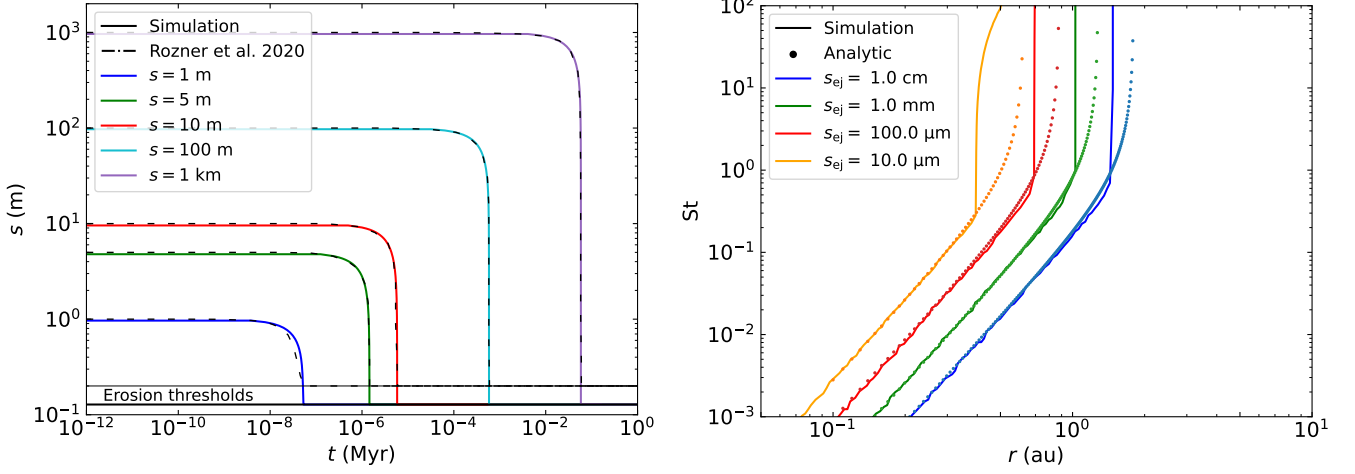 Simulation
Rozner et al. 2020
s = 1 m
s = 5 m
s = 10 m
s = 100 m
s = 1 km
Erosion thresholds
10³
10²
10¹
10⁰
10⁻¹
s (m)
10⁻¹²
10⁻¹⁰
10⁻⁸
10⁻⁶
10⁻⁴
10⁻²
10⁰
t (Myr)
Simulation
Analytic
s_ej = 1.0 cm
s_ej = 1.0 mm
s_ej = 100.0 μm
s_ej = 10.0 μm
10²
10¹
10⁰
10⁻¹
10⁻²
10⁻³
St
10⁻¹
10⁰
10¹
r (au)